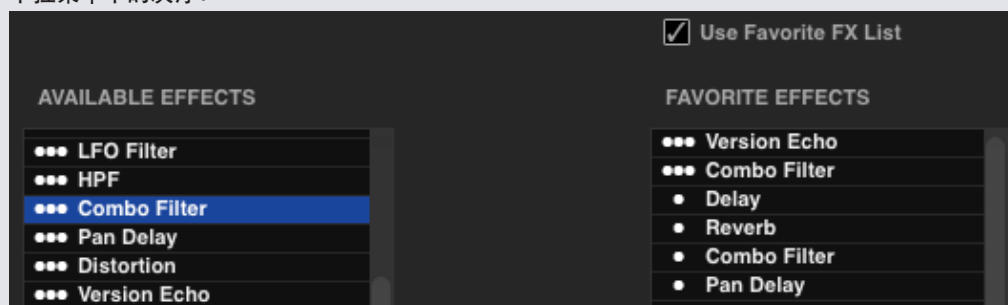 Use Favorite FX List
AVAILABLE EFFECTS
LFO Filter
HPF
Combo Filter
Pan Delay
Distortion
Version Echo
FAVORITE EFFECTS
Version Echo
Combo Filter
Delay
Reverb
Combo Filter
Pan Delay